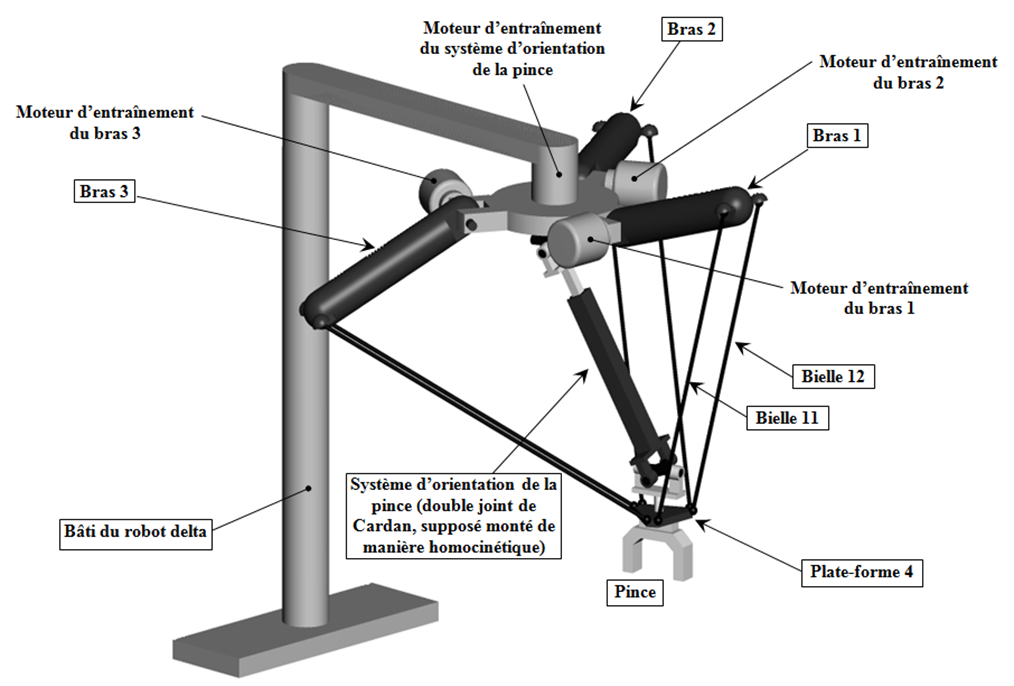 Moteur d'entraînement
du système d'orientation
de la pince
Bras 2
Moteur d'entraînement
du bras 2
Moteur d'entraînement
du bras 3
Bras 1
Bras 3
Moteur d'entraînement
du bras 1
Bielle 12
Bielle 11
Système d'orientation de la
pince (double joint de
Cardan, supposé monté de
manière homocinétique)
Bâti du robot delta
Plate-forme 4
Pince